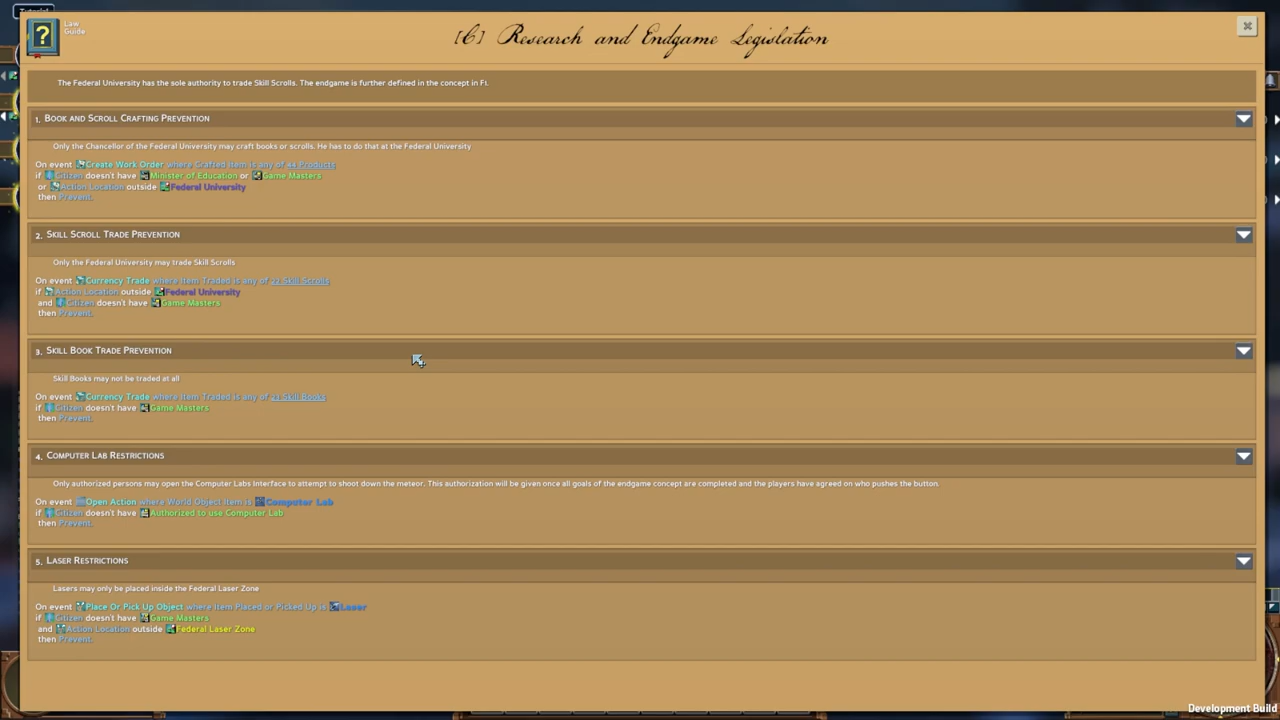 Tutorial
Law
Guide
[6] Research and Endgame Legislation
The Federal University has the sole authority to trade Skill Scrolls. The endgame is further defined in the concept in F1.
1. Book and Scroll Crafting Prevention
Only the Chancellor of the Federal University may craft books or scrolls. He has to do that at the Federal University
On event Create Work Order where Crafted Item is any of 44 Products
if Citizen doesn't have Minister of Education or Game Masters
or Action Location outside Federal University
then Prevent.
2. Skill Scroll Trade Prevention
Only the Federal University may trade Skill Scrolls
On event Currency Trade where Item Traded is any of 22 Skill Scrolls
if Action Location outside Federal University
and Citizen doesn't have Game Masters
then Prevent.
3. Skill Book Trade Prevention
Skill Books may not be traded at all
On event Currency Trade where Item Traded is any of 21 Skill Books
if Citizen doesn't have Game Masters
then Prevent.
4. Computer Lab Restrictions
Only authorized persons may open the Computer Labs Interface to attempt to shoot down the meteor. This authorization will be given once all goals of the endgame concept are completed and the players have agreed on who pushes the button.
On event Open Action where World Object Item is Computer Lab
if Citizen doesn't have Authorized to use Computer Lab
then Prevent.
5. Laser Restrictions
Lasers may only be placed inside the Federal Laser Zone
On event Place Or Pick Up Object where Item Placed or Picked Up is Laser
if Citizen doesn't have Game Masters
and Action Location outside Federal Laser Zone
then Prevent.
Development Build